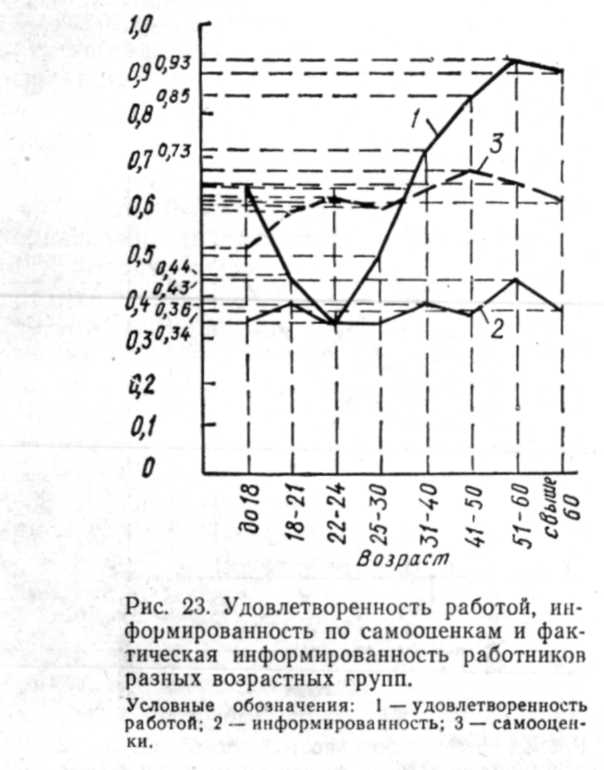 1,0
0,93
0,9
0,85
0,8
0,73
0,7
0,6
0,5
0,44
0,43
0,4
0,36
0,34
0,3
0,2
0,1
0
1
3
2
до 18
18-21
22-24
25-30
31-40
41-50
51-60
свыше
60
Возраст
Рис. 23. Удовлетворенность работой, ин-
формированность по самооценкам и фак-
тическая информированность работников
разных возрастных групп.
Условные обозначения: 1 — удовлетворенность
работой; 2 — информированность; 3 — самооцен-
ки.